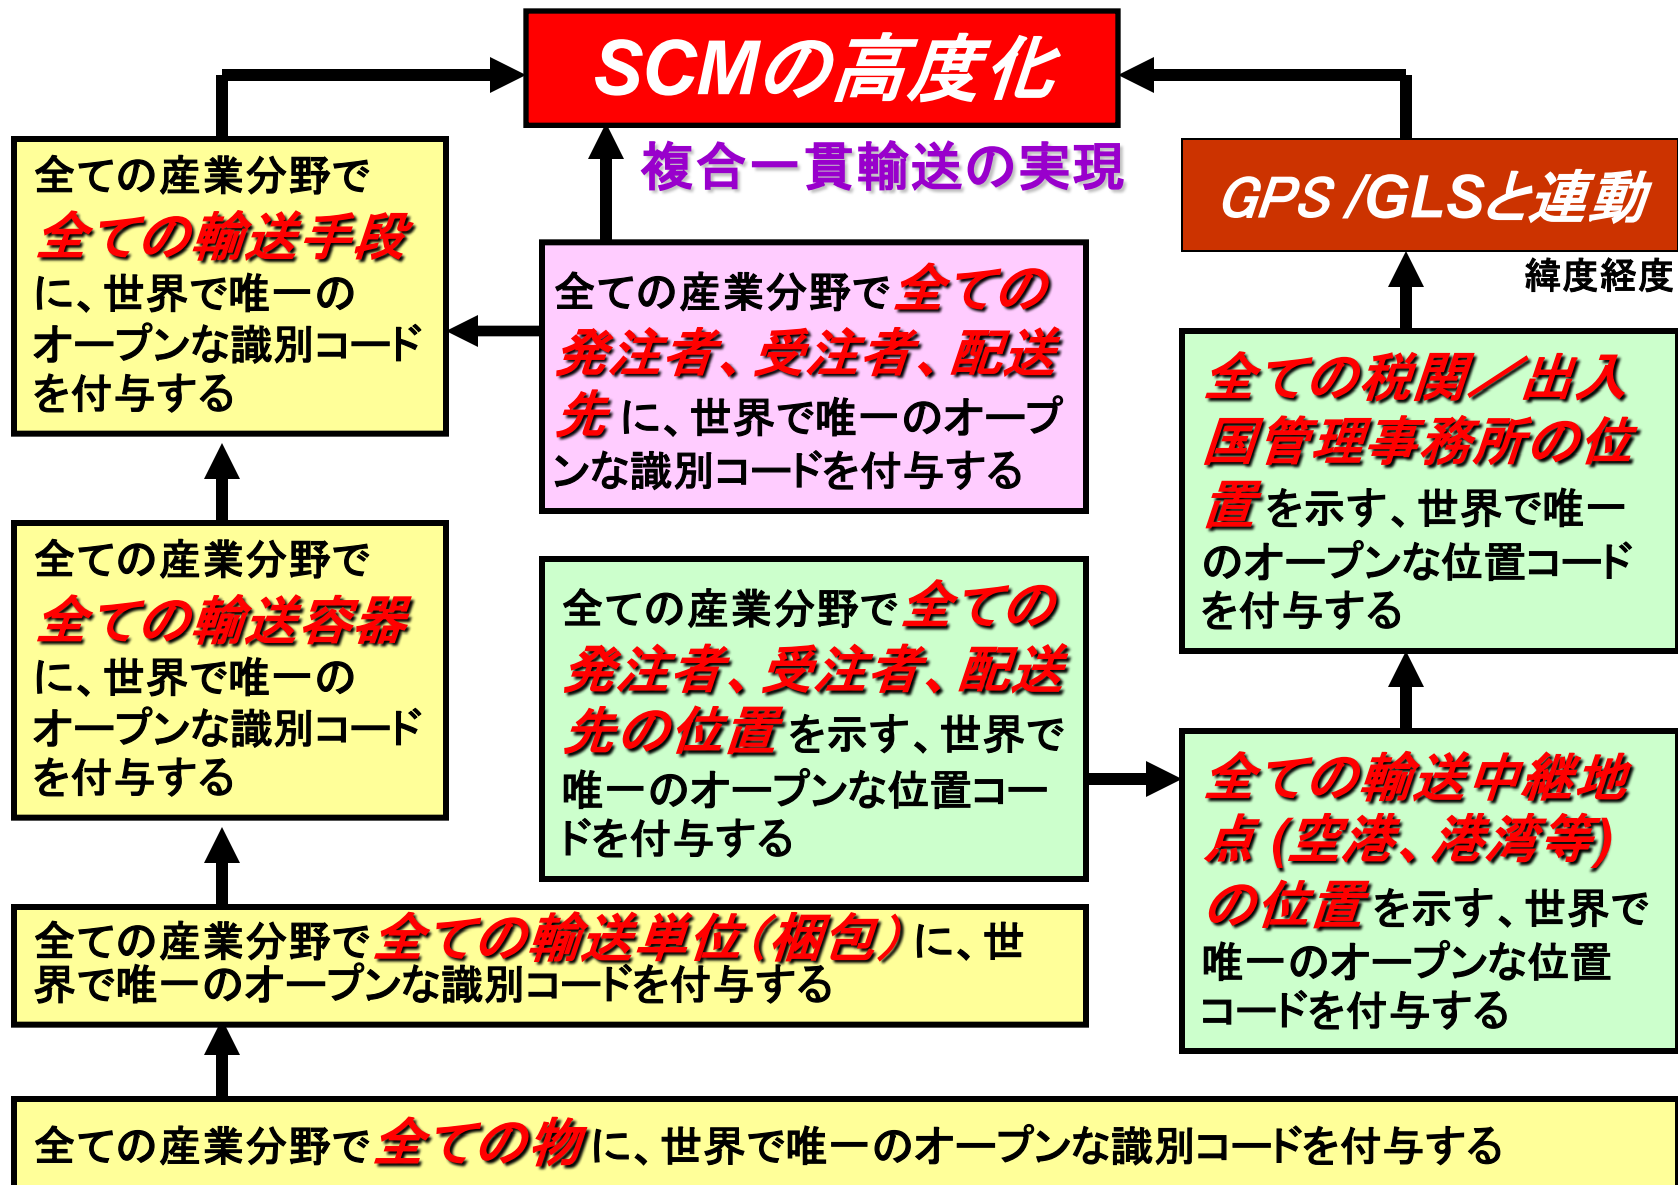 SCMの高度化
複合一貫輸送の実現
全ての産業分野で
全ての輸送手段
に、世界で唯一の
オープンな識別コード
を付与する
GPS /GLSと連動
緯度経度
全ての産業分野で全ての
発注者、受注者、配送
先に、世界で唯一のオープ
ンな識別コードを付与する
全ての税関／出入
国管理事務所の位
置を示す、世界で唯一
のオープンな位置コード
を付与する
全ての産業分野で
全ての輸送容器
に、世界で唯一の
オープンな識別コード
を付与する
全ての産業分野で全ての
発注者、受注者、配送
先の位置を示す、世界で
唯一のオープンな位置コー
ドを付与する
全ての輸送中継地
点(空港、港湾等)
の位置を示す、世界で
唯一のオープンな位置
コードを付与する
全ての産業分野で全ての輸送単位（梱包）に、世
界で唯一のオープンな識別コードを付与する
全ての産業分野で全ての物に、世界で唯一のオープンな識別コードを付与する